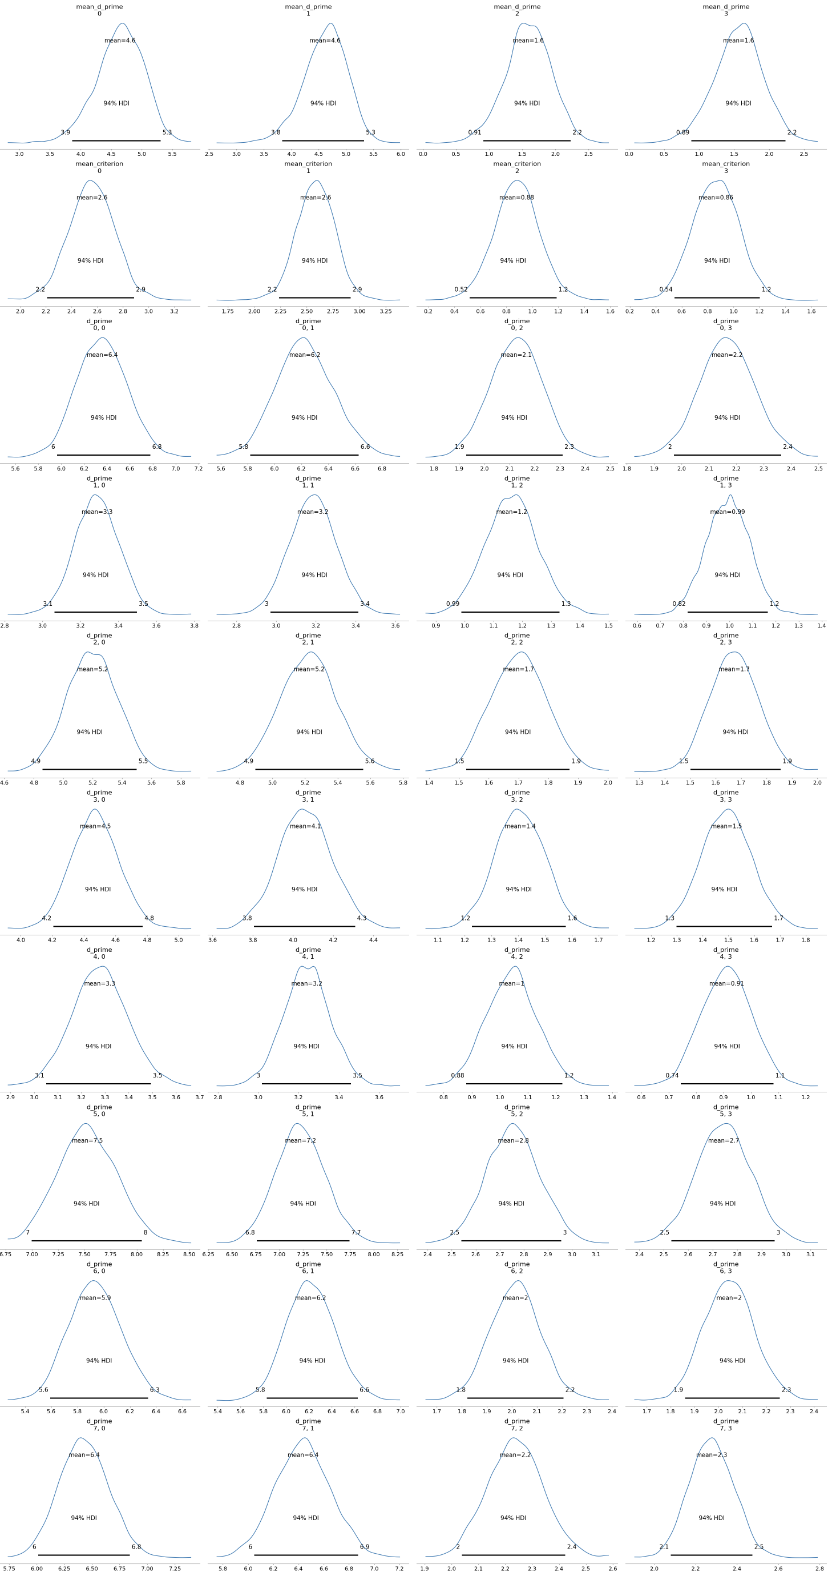 mean_d_prime mean_d_prime mean_d_prime mean_d_prime
0 1 2 3
mean=4.6 mean=4.6 mean=1.6 mean=1.6
94% HDI 94% HDI 94% HDI 94% HDI
3.9 5.3 3.8 5.3 0.91 2.2 0.89 2.2
3.0 3.5 4.0 4.5 5.0 5.5 2.5 3.0 3.5 4.0 4.5 5.0 5.5 6.0 0.0 0.5 1.0 1.5 2.0 2.5 0.0 0.5 1.0 1.5 2.0 2.5
mean_criterion mean_criterion mean_criterion mean_criterion
0 1 2 3
mean=2.6 mean=2.6 mean=0.88 mean=0.86
94% HDI 94% HDI 94% HDI 94% HDI
2.2 2.9 2.2 2.9 0.52 1.2 0.54 1.2
2.0 2.2 2.4 2.6 2.8 3.0 3.2 1.75 2.00 2.25 2.50 2.75 3.00 3.25 0.2 0.4 0.6 0.8 1.0 1.2 1.4 1.6 0.4 0.6 0.8 1.0 1.2 1.4 1.6
d_prime d_prime d_prime d_prime
0, 0 0, 1 0, 2 0, 3
mean=6.4 mean=6.2 mean=2.1 mean=2.2
94% HDI 94% HDI 94% HDI 94% HDI
6 6.8 5.8 6.6 1.9 2.3 2 2.4
5.6 5.8 6.0 6.2 6.4 6.6 6.8 7.0 7.2 5.6 5.8 6.0 6.2 6.4 6.6 6.8 1.8 1.9 2.0 2.1 2.2 2.3 2.4 2.5 1.8 1.9 2.0 2.1 2.2 2.3 2.4 2.5
d_prime d_prime d_prime d_prime
1, 0 1, 1 1, 2 1, 3
mean=3.3 mean=3.2 mean=1.2 mean=0.99
94% HDI 94% HDI 94% HDI 94% HDI
3.1 3.5 3 3.4 0.99 1.3 0.82 1.2
2.8 3.0 3.2 3.4 3.6 3.8 2.8 3.0 3.2 3.4 3.6 0.9 1.0 1.1 1.2 1.3 1.4 1.5 0.6 0.7 0.8 0.9 1.0 1.1 1.2 1.3 1.4
d_prime d_prime d_prime d_prime
2, 0 2, 1 2, 2 2, 3
mean=5.2 mean=5.2 mean=1.7 mean=1.7
94% HDI 94% HDI 94% HDI 94% HDI
4.9 5.5 4.9 5.6 1.5 1.9 1.5 1.9
4.6 4.8 5.0 5.2 5.4 5.6 5.8 4.8 5.0 5.2 5.4 5.6 5.8 1.4 1.5 1.6 1.7 1.8 1.9 2.0 1.3 1.4 1.5 1.6 1.7 1.8 1.9 2.0
d_prime d_prime d_prime d_prime
3, 0 3, 1 3, 2 3, 3
mean=4.5 mean=4.1 mean=1.4 mean=1.5
94% HDI 94% HDI 94% HDI 94% HDI
4.2 4.8 3.8 4.3 1.2 1.6 1.3 1.7
4.0 4.2 4.4 4.6 4.8 5.0 3.6 3.8 4.0 4.2 4.4 1.1 1.2 1.3 1.4 1.5 1.6 1.7 1.2 1.3 1.4 1.5 1.6 1.7 1.8
d_prime d_prime d_prime d_prime
4, 0 4, 1 4, 2 4, 3
mean=3.3 mean=3.2 mean=1 mean=0.91
94% HDI 94% HDI 94% HDI 94% HDI
3.1 3.5 3 3.5 0.88 1.2 0.74 1.1
2.9 3.0 3.1 3.2 3.3 3.4 3.5 3.6 3.7 2.8 3.0 3.2 3.4 3.6 0.8 0.9 1.0 1.1 1.2 1.3 1.4 0.6 0.7 0.8 0.9 1.0 1.1 1.2
d_prime d_prime d_prime d_prime
5, 0 5, 1 5, 2 5, 3
mean=7.5 mean=7.2 mean=2.8 mean=2.7
94% HDI 94% HDI 94% HDI 94% HDI
7 8 6.8 7.7 2.5 3 2.5 3
6.75 7.00 7.25 7.50 7.75 8.00 8.25 8.50 6.25 6.50 6.75 7.00 7.25 7.50 7.75 8.00 8.25 2.4 2.5 2.6 2.7 2.8 2.9 3.0 3.1 2.4 2.5 2.6 2.7 2.8 2.9 3.0 3.1
d_prime d_prime d_prime d_prime
6, 0 6, 1 6, 2 6, 3
mean=5.9 mean=6.2 mean=2 mean=2
94% HDI 94% HDI 94% HDI 94% HDI
5.6 6.3 5.8 6.6 1.8 2.2 1.9 2.3
5.4 5.6 5.8 6.0 6.2 6.4 6.6 5.4 5.6 5.8 6.0 6.2 6.4 6.6 6.8 7.0 1.7 1.8 1.9 2.0 2.1 2.2 2.3 2.4 1.7 1.8 1.9 2.0 2.1 2.2 2.3 2.4
d_prime d_prime d_prime d_prime
7, 0 7, 1 7, 2 7, 3
mean=6.4 mean=6.4 mean=2.2 mean=2.3
94% HDI 94% HDI 94% HDI 94% HDI
6 6.8 6 6.9 2 2.4 2.1 2.5
5.75 6.00 6.25 6.50 6.75 7.00 7.25 5.8 6.0 6.2 6.4 6.6 6.8 7.0 7.2 1.9 2.0 2.1 2.2 2.3 2.4 2.5 2.6 2.0 2.2 2.4 2.6 2.8